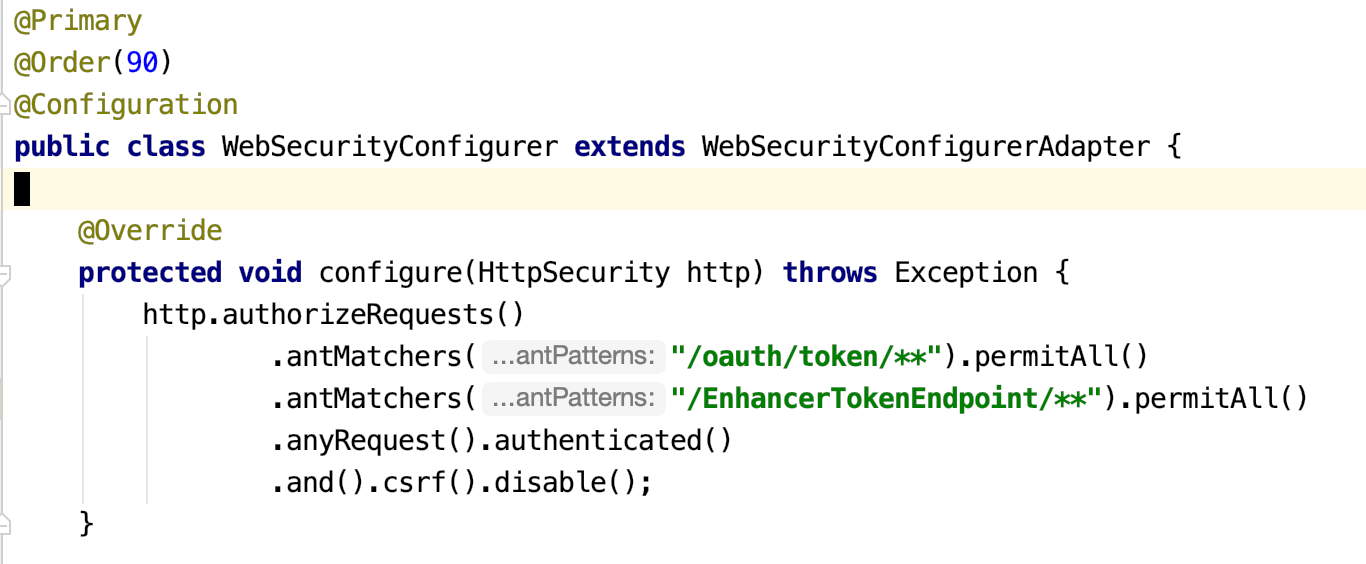 @Primary
@Order(90)
@Configuration
public class WebSecurityConfigurer extends WebSecurityConfigurerAdapter {
@Override
protected void configure(HttpSecurity http) throws Exception {
http.authorizeRequests()
.antMatchers( ...antPatterns: "/oauth/token/**").permitAll()
.antMatchers( ...antPatterns: "/EnhancerTokenEndpoint/**").permitAll()
.anyRequest().authenticated()
.and().csrf().disable();
}